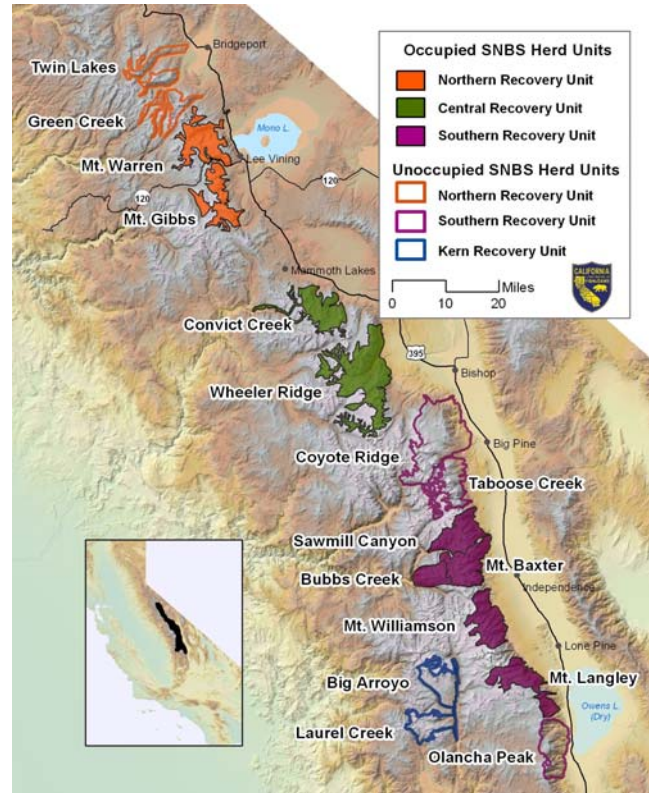 Occupied SNBS Herd Units
Northern Recovery Unit
Central Recovery Unit
Southern Recovery Unit
Unoccupied SNBS Herd Units
Northern Recovery Unit
Southern Recovery Unit
Kern Recovery Unit
Miles
0 10 20
CALIFORNIA
Bridgeport
Twin Lakes
Green Creek
Mono L.
Mt. Warren
Lee Vining
120
120
Mt. Gibbs
Mammoth Lakes
Convict Creek
395
Bishop
Wheeler Ridge
Big Pine
Coyote Ridge
Taboose Creek
Sawmill Canyon
Mt. Baxter
Bubbs Creek
Independence
Mt. Williamson
Lone Pine
Mt. Langley
Big Arroyo
Owens L.
(Dry)
Laurel Creek
Olancha Peak